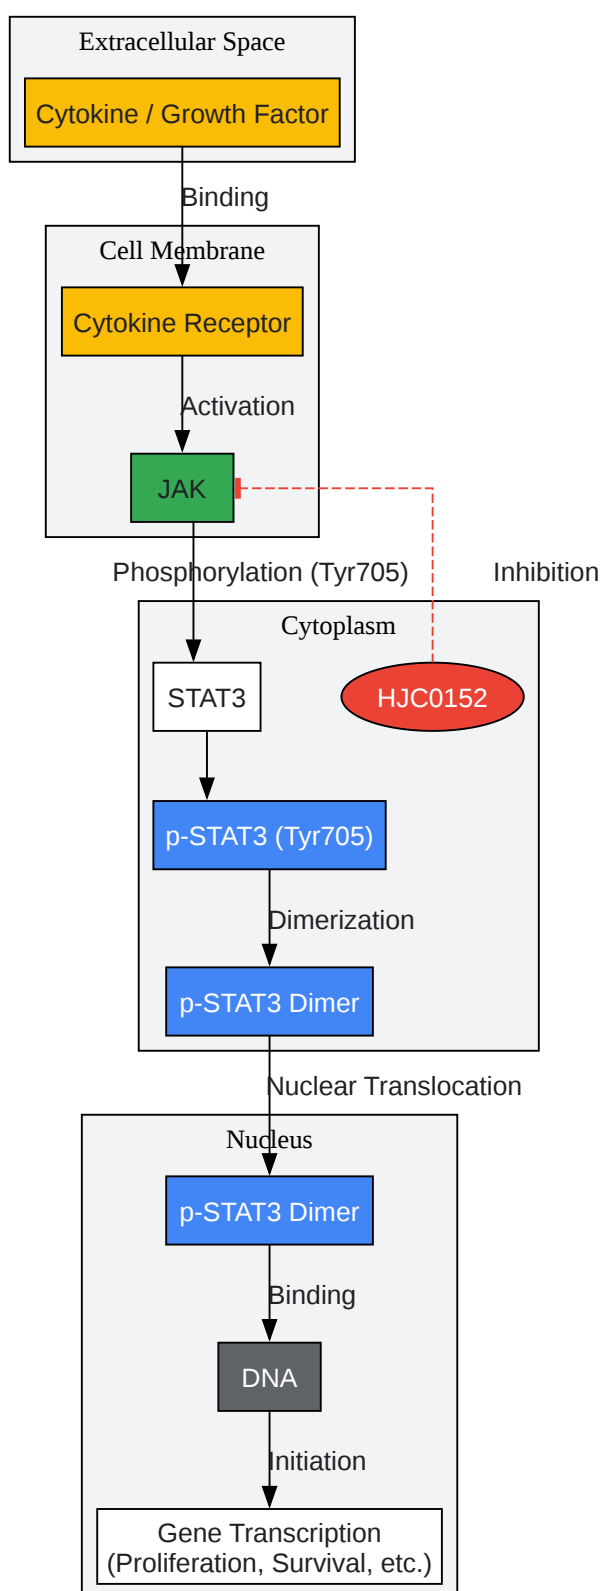 Extracellular Space
Cytokine / Growth Factor
Binding
Cell Membrane
Cytokine Receptor
Activation
JAK
Phosphorylation (Tyr705)
Inhibition
Cytoplasm
STAT3
HJC0152
p-STAT3 (Tyr705)
Dimerization
p-STAT3 Dimer
Nuclear Translocation
Nucleus
p-STAT3 Dimer
Binding
DNA
Initiation
Gene Transcription
(Proliferation, Survival, etc.)